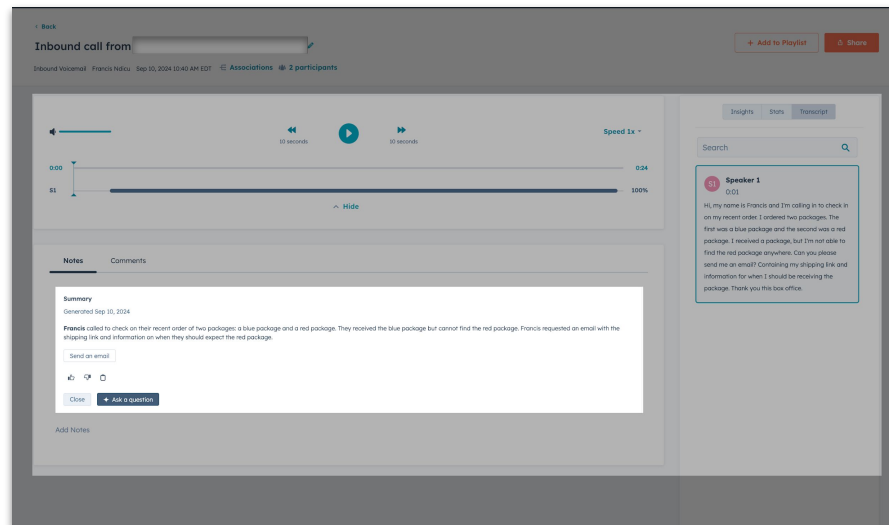 < Back
Inbound call from
+ Add to Playlist
Share
Inbound Voicemail Francis Ndicu Sep 10, 2024 10:40 AM EDT Associations 2 participants
10 seconds
10 seconds
Speed 1x
0:00
0:24
S1
100%
Hide
Notes
Comments
Summary
Generated Sep 10, 2024
Francis called to check on their recent order of two packages: a blue package and a red package. They received the blue package but cannot find the red package. Francis requested an email with the
shipping link and information on when they should expect the red package.
Send an email
Close
+ Ask a question
Add Notes
Insights Stats Transcript
Search
S1
Speaker 1
0:01
Hi, my name is Francis and I'm calling in to check in
on my recent order. I ordered two packages. The
first was a blue package and the second was a red
package. I received a package, but I'm not able to
find the red package anywhere. Can you please
send me an email? Containing my shipping link and
information for when I should be receiving the
package. Thank you this box office.